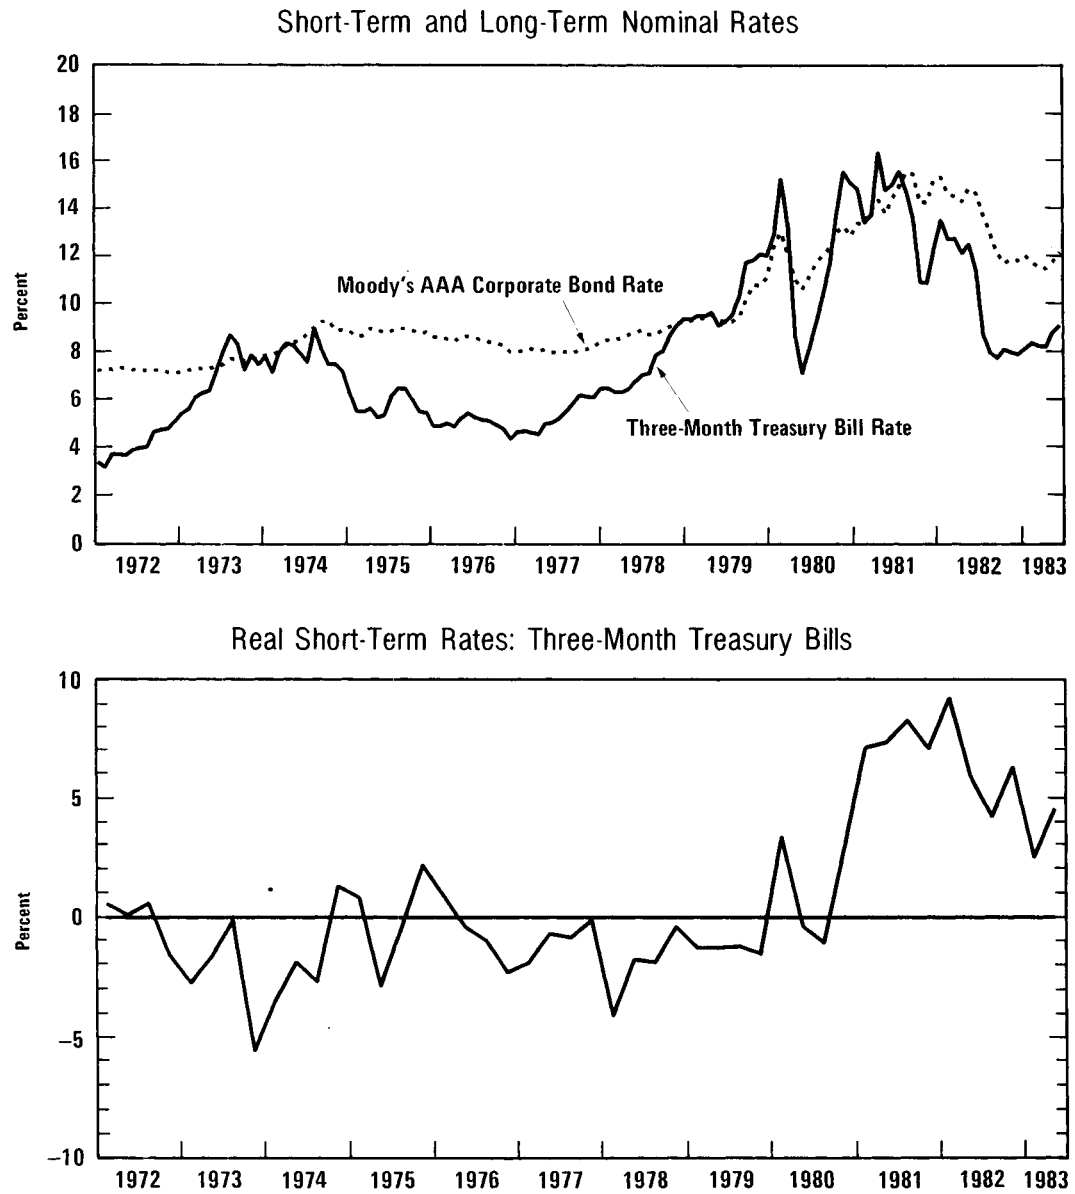 Short-Term and Long-Term Nominal Rates
20
18
16
14
12
10
8
6
4
2
0
Percent
Moody's AAA Corporate Bond Rate
Three-Month Treasury Bill Rate
1972 1973 1974 1975 1976 1977 1978 1979 1980 1981 1982 1983
Real Short-Term Rates: Three-Month Treasury Bills
10
5
0
−5
−10
Percent
1972 1973 1974 1975 1976 1977 1978 1979 1980 1981 1982 1983